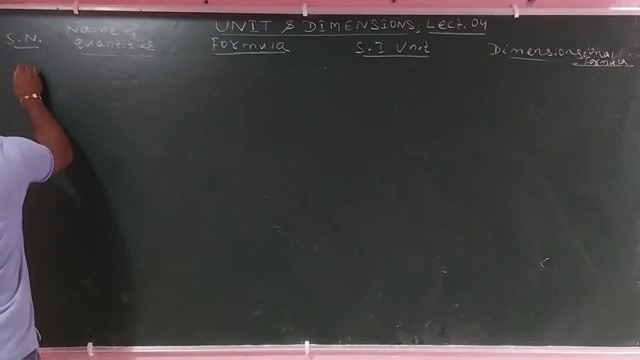 UNIT & DIMENSIONS, Lect. 04
S.N.
Name of
quantities
Formula
S.I Unit
Dimensional
Formula